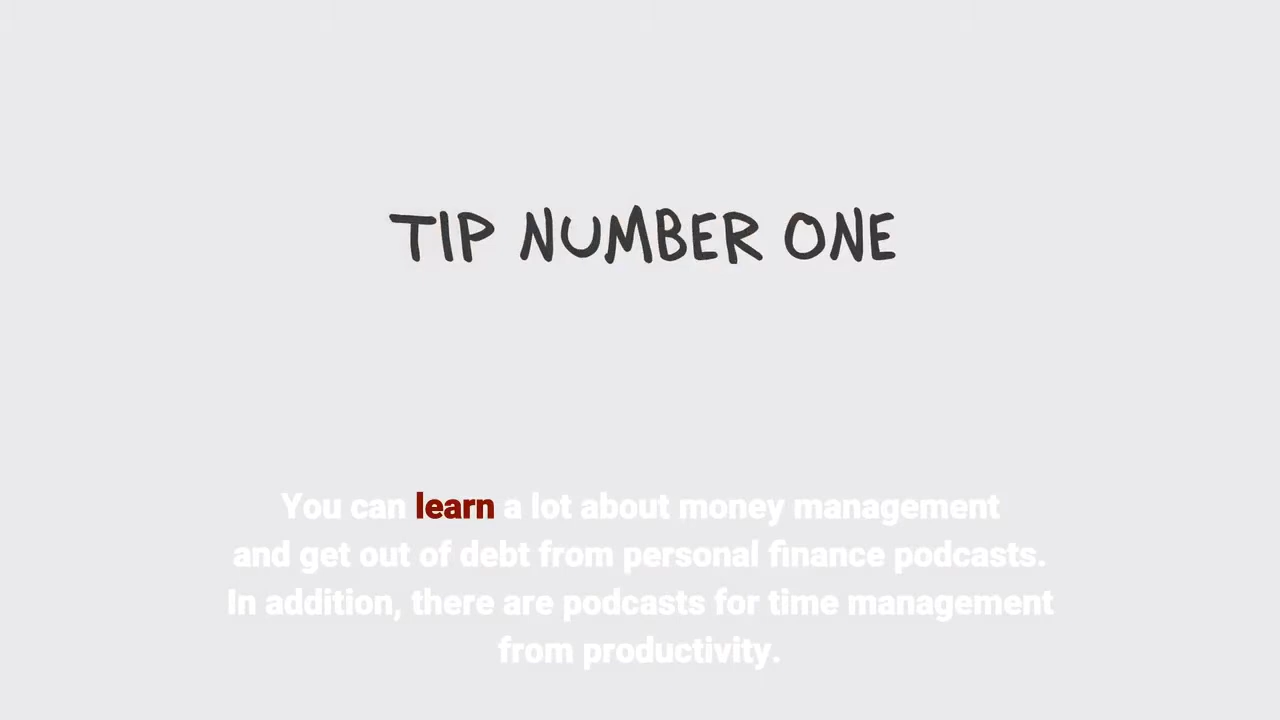 TIP NUMBER ONE
You can learn a lot about money management
and get out of debt from personal finance podcasts.
In addition, there are podcasts for time management
from productivity.